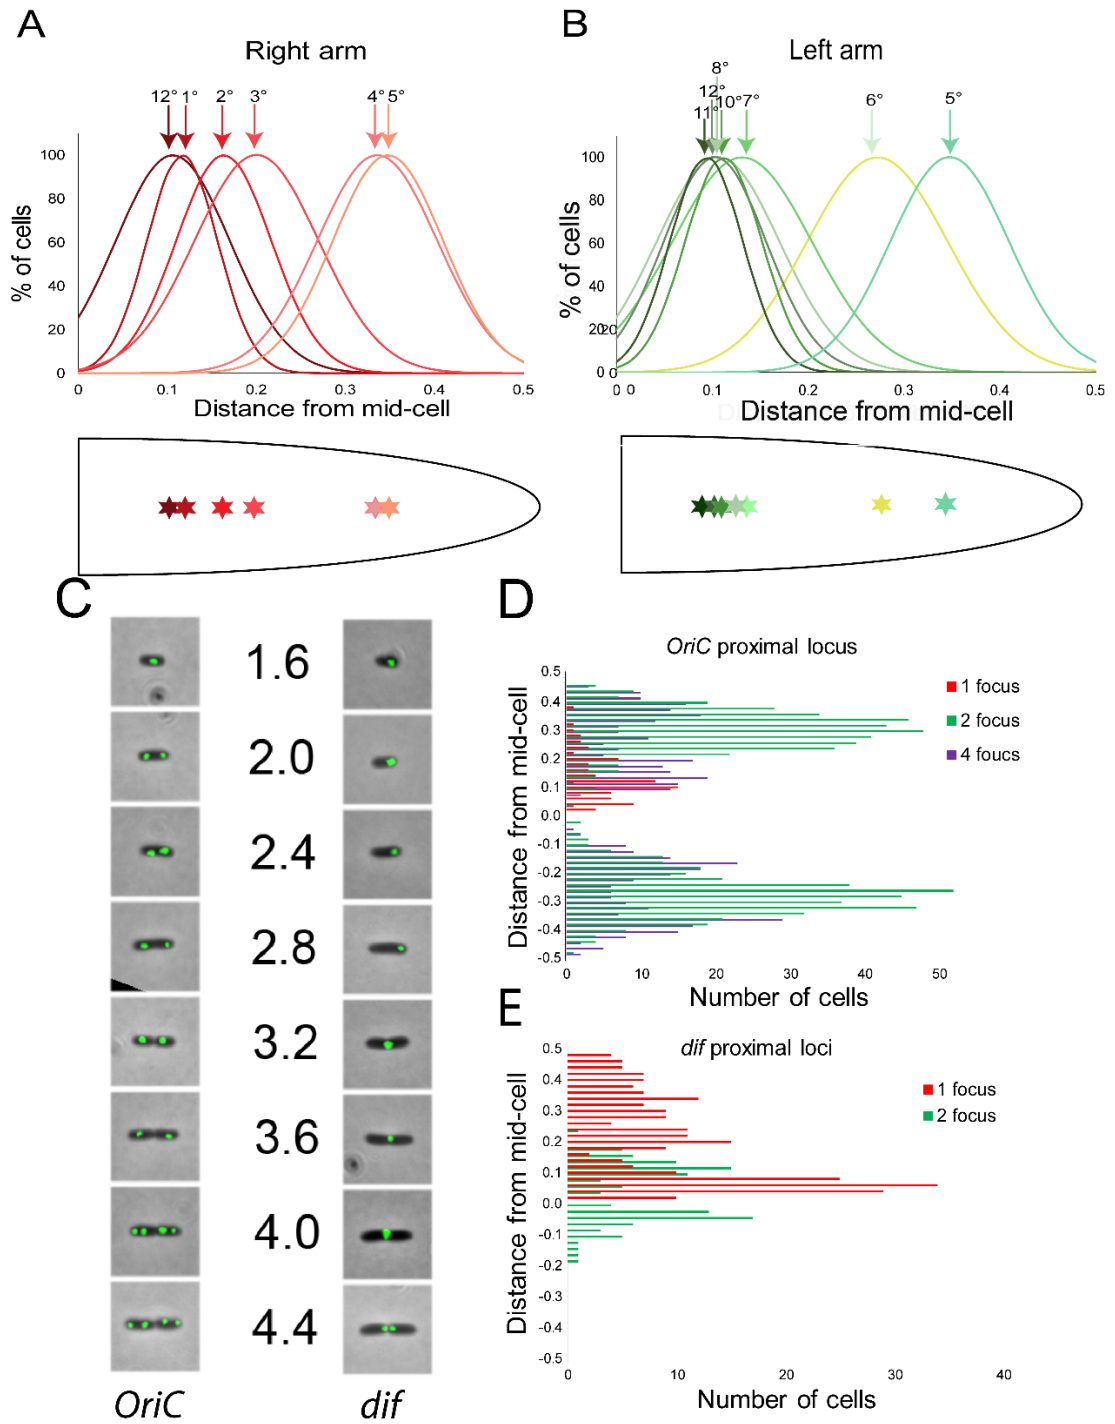 A
Right arm
12° 1° 2° 3° 4° 5°
% of cells
100
80
60
40
20
0
0 0.1 0.2 0.3 0.4 0.5
Distance from mid-cell
B
Left arm
8°
12°
11° 10° 7° 6° 5°
% of cells
100
80
60
40
20
0
0.0 0.1 0.2 0.3 0.4 0.5
Distance from mid-cell
C
1.6
2.0
2.4
2.8
3.2
3.6
4.0
4.4
OriC dif
D
OriC proximal locus
Distance from mid-cell
0.5
0.4
0.3
0.2
0.1
0.0
-0.1
-0.2
-0.3
-0.4
-0.5
0 10 20 30 40 50
Number of cells
1 focus
2 focus
4 foucs
E
dif proximal loci
Distance from mid-cell
0.5
0.4
0.3
0.2
0.1
0.0
-0.1
-0.2
-0.3
-0.4
-0.5
0 10 20 30 40
Number of cells
1 focus
2 focus